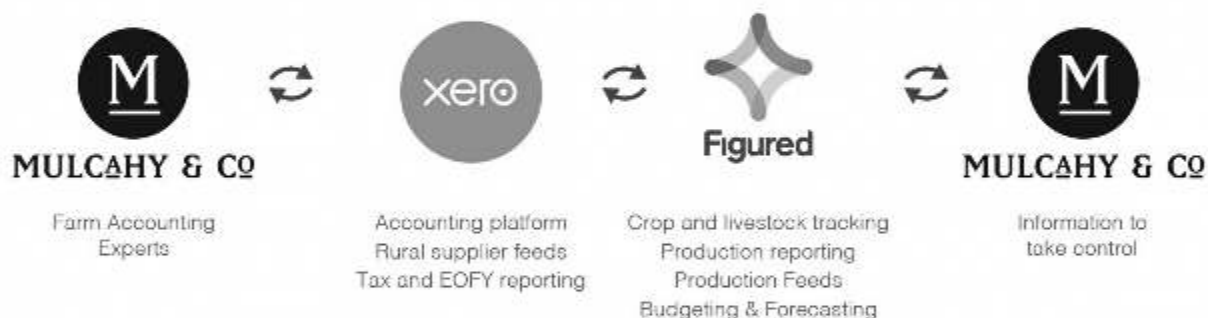 M
MULCAHY & CO
Farm Accounting
Experts
xero
Accounting platform
Rural supplier feeds
Tax and EOFY reporting
Figured
Crop and livestock tracking
Production reporting
Production Feeds
Budgeting & Forecasting
M
MULCAHY & CO
Information to
take control